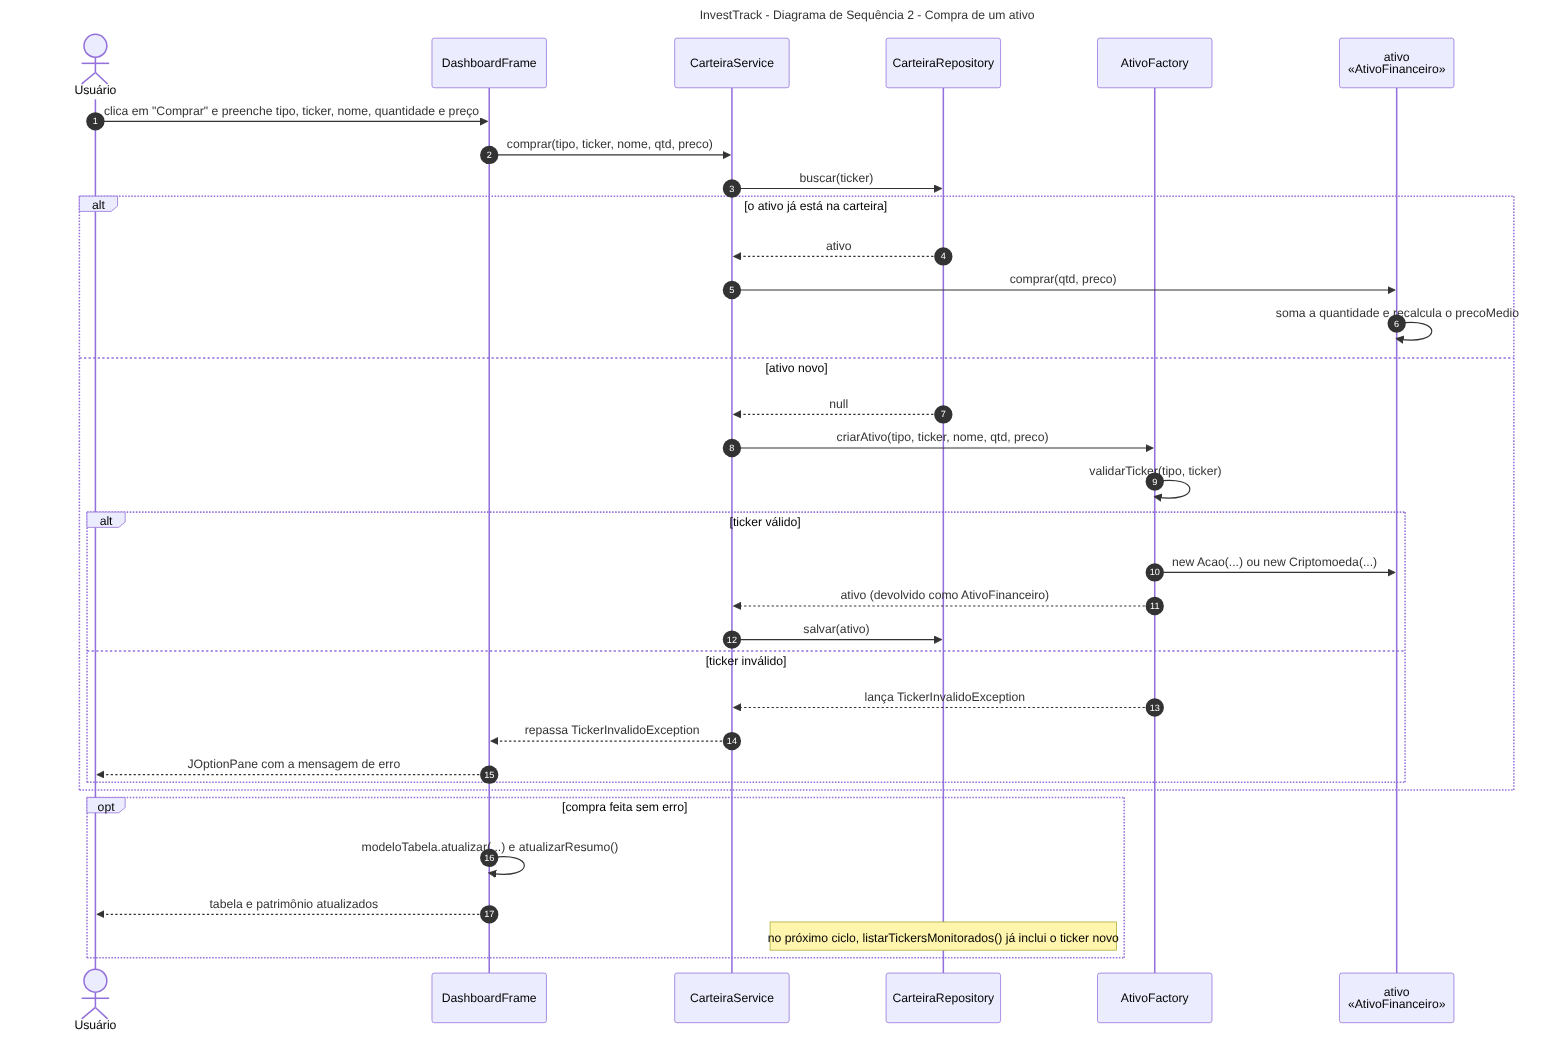 InvestTrack - Diagrama de Sequência 2 - Compra de um ativo
Usuário
DashboardFrame
CarteiraService
CarteiraRepository
AtivoFactory
ativo
«AtivoFinanceiro»
1
clica em "Comprar" e preenche tipo, ticker, nome, quantidade e preço
2
comprar(tipo, ticker, nome, qtd, preco)
3
buscar(ticker)
alt
[o ativo já está na carteira]
ativo
4
5
comprar(qtd, preco)
soma a quantidade e recalcula o precoMedio
6
[ativo novo]
null
7
8
criarAtivo(tipo, ticker, nome, qtd, preco)
validarTicker(tipo, ticker)
9
alt
[ticker válido]
10
new Acao(...) ou new Criptomoeda(...)
ativo (devolvido como AtivoFinanceiro)
11
12
salvar(ativo)
[ticker inválido]
lança TickerInvalidoException
13
repassa TickerInvalidoException
14
JOptionPane com a mensagem de erro
15
opt
[compra feita sem erro]
modeloTabela.atualizar(...) e atualizarResumo()
16
tabela e patrimônio atualizados
17
no próximo ciclo, listarTickersMonitorados() já inclui o ticker novo
Usuário
DashboardFrame
CarteiraService
CarteiraRepository
AtivoFactory
ativo
«AtivoFinanceiro»